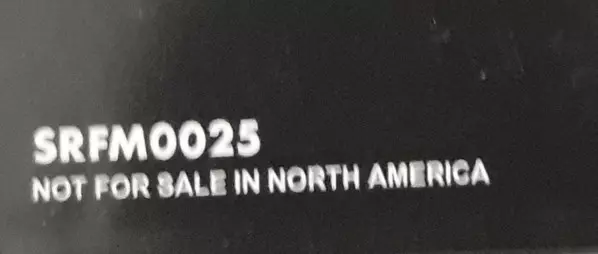 SRFM0025
NOT FOR SALE IN NORTH AMERICA